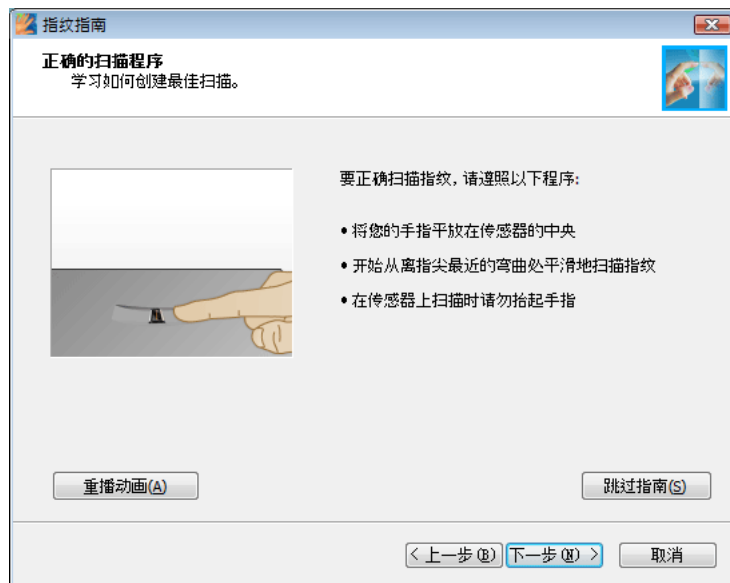 指纹指南
正确的扫描程序
学习如何创建最佳扫描。
要正确扫描指纹，请遵照以下程序:
•将您的手指平放在传感器的中央
•开始从离指尖最近的弯曲处平滑地扫描指纹
•在传感器上扫描时请勿抬起手指
重播动画(A)
跳过指南(S)
< 上一步(B)
下一步(N) >
取消